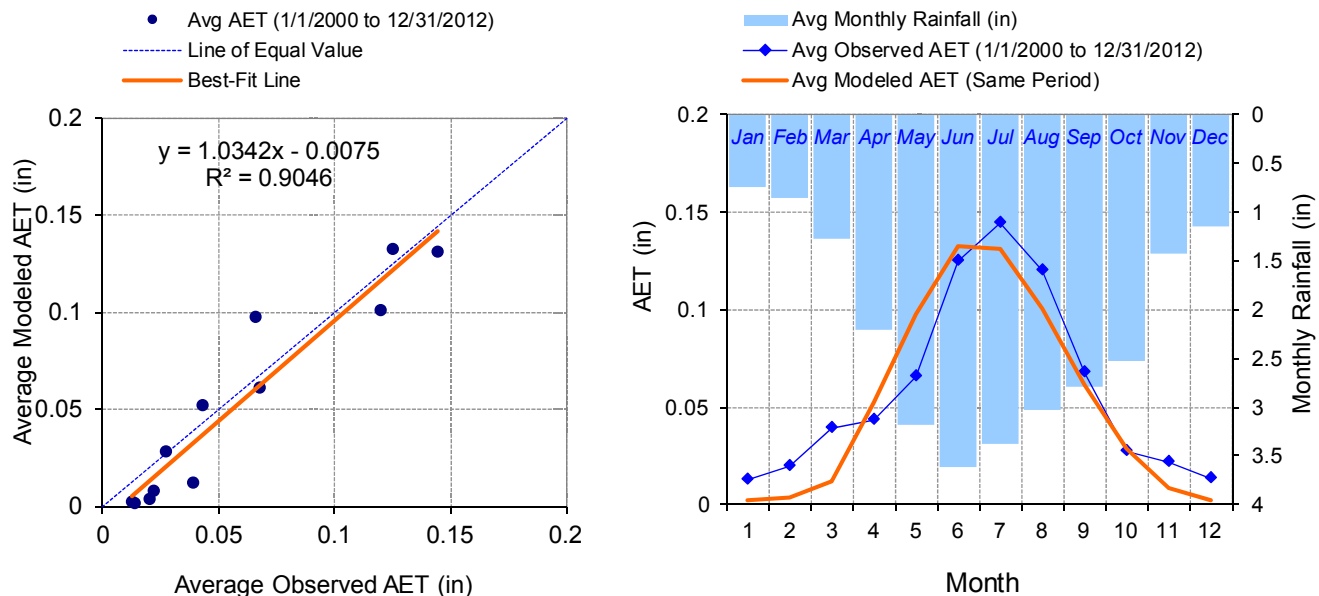 Avg AET (1/1/2000 to 12/31/2012)
Line of Equal Value
Best-Fit Line
0.2
0.15
0.1
0.05
0
y = 1.0342x - 0.0075
R² = 0.9046
Average Modeled AET (in)
0 0.05 0.1 0.15 0.2
Average Observed AET (in)
Avg Monthly Rainfall (in)
Avg Observed AET (1/1/2000 to 12/31/2012)
Avg Modeled AET (Same Period)
0.2
0.15
0.1
0.05
0
AET (in)
Jan Feb Mar Apr May Jun Jul Aug Sep Oct Nov Dec
0
0.5
1
1.5
2
2.5
3
3.5
4
Monthly Rainfall (in)
1 2 3 4 5 6 7 8 9 10 11 12
Month